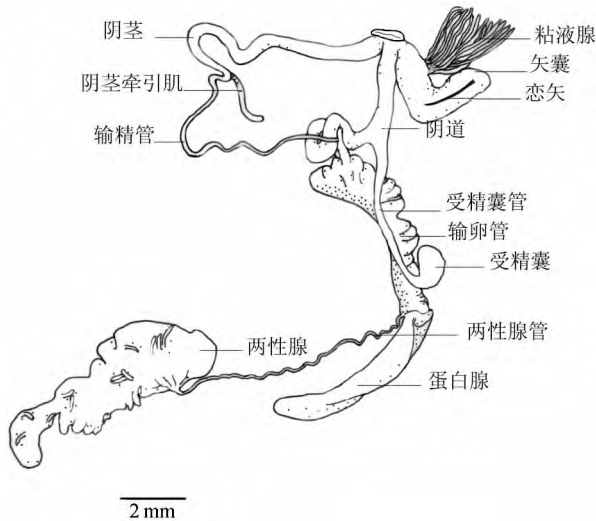 阴茎
粘液腺
矢囊
阴茎牵引肌
恋矢
输精管
阴道
受精囊管
输卵管
受精囊
两性腺管
两性腺
蛋白腺
2 mm